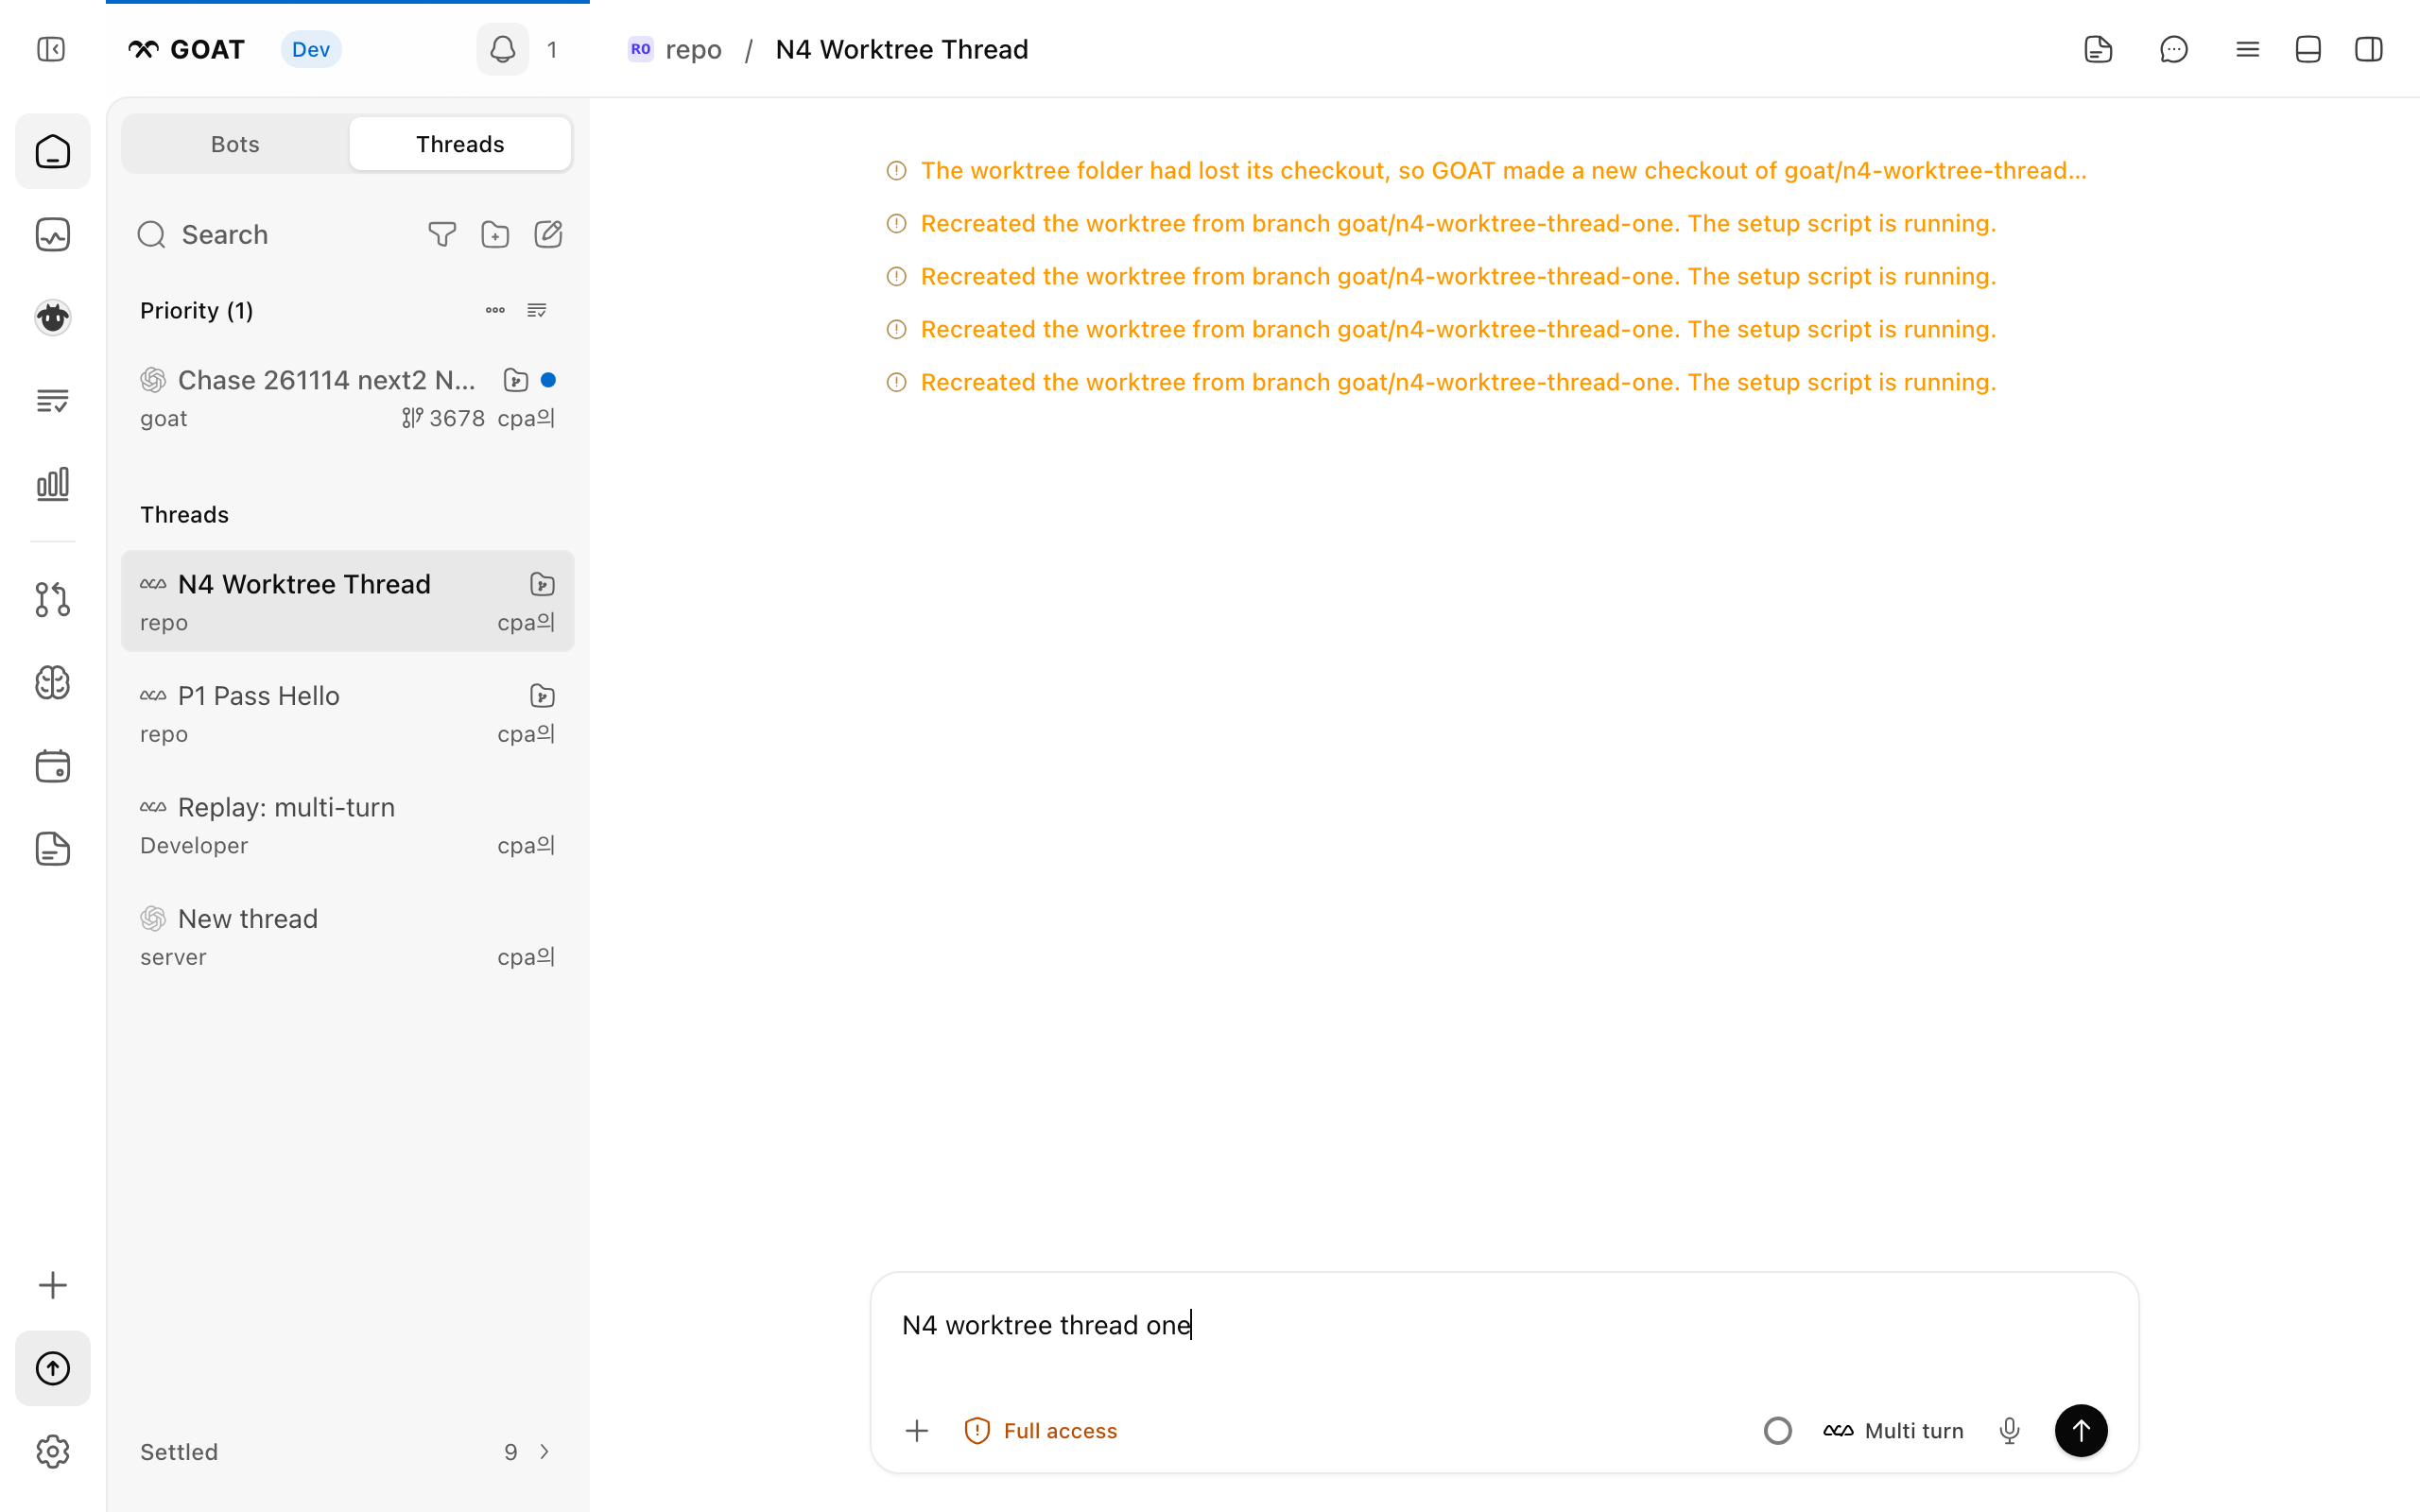 GOAT Dev 1
RO repo / N4 Worktree Thread
Bots Threads
Search
Priority (1)
Chase 261114 next2 N...
goat 3678 cpa의
Threads
N4 Worktree Thread
repo cpa의
P1 Pass Hello
repo cpa의
Replay: multi-turn
Developer cpa의
New thread
server cpa의
Settled 9
The worktree folder had lost its checkout, so GOAT made a new checkout of goat/n4-worktree-thread...
Recreated the worktree from branch goat/n4-worktree-thread-one. The setup script is running.
Recreated the worktree from branch goat/n4-worktree-thread-one. The setup script is running.
Recreated the worktree from branch goat/n4-worktree-thread-one. The setup script is running.
Recreated the worktree from branch goat/n4-worktree-thread-one. The setup script is running.
N4 worktree thread one
Full access Multi turn